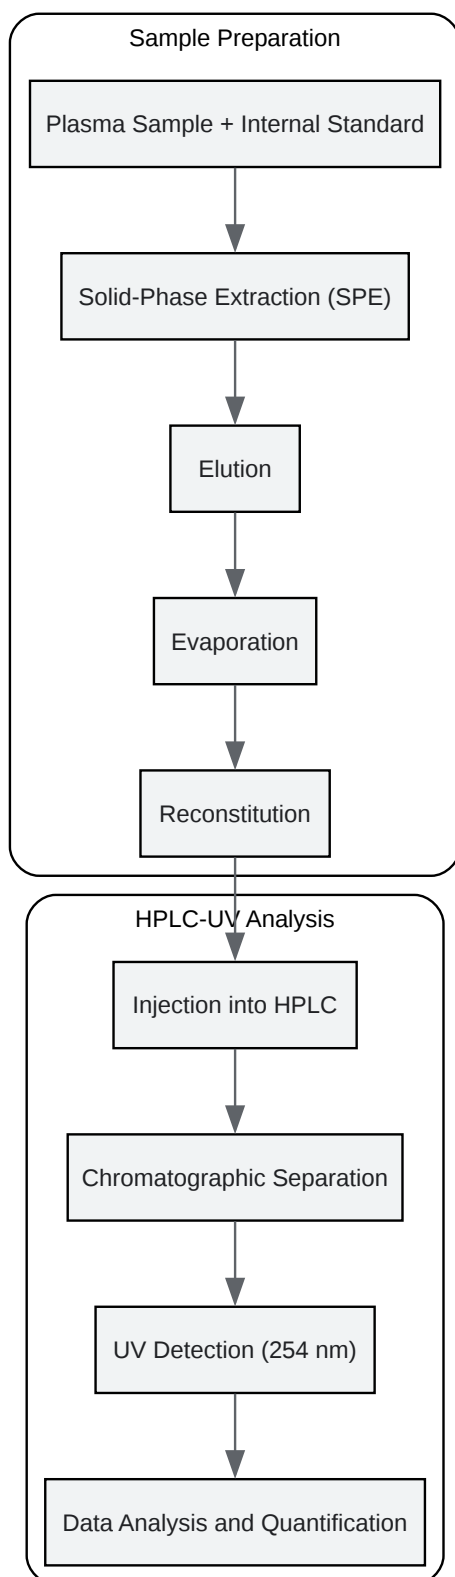 Sample Preparation
Plasma Sample + Internal Standard
Solid-Phase Extraction (SPE)
Elution
Evaporation
Reconstitution
HPLC-UV Analysis
Injection into HPLC
Chromatographic Separation
UV Detection (254 nm)
Data Analysis and Quantification